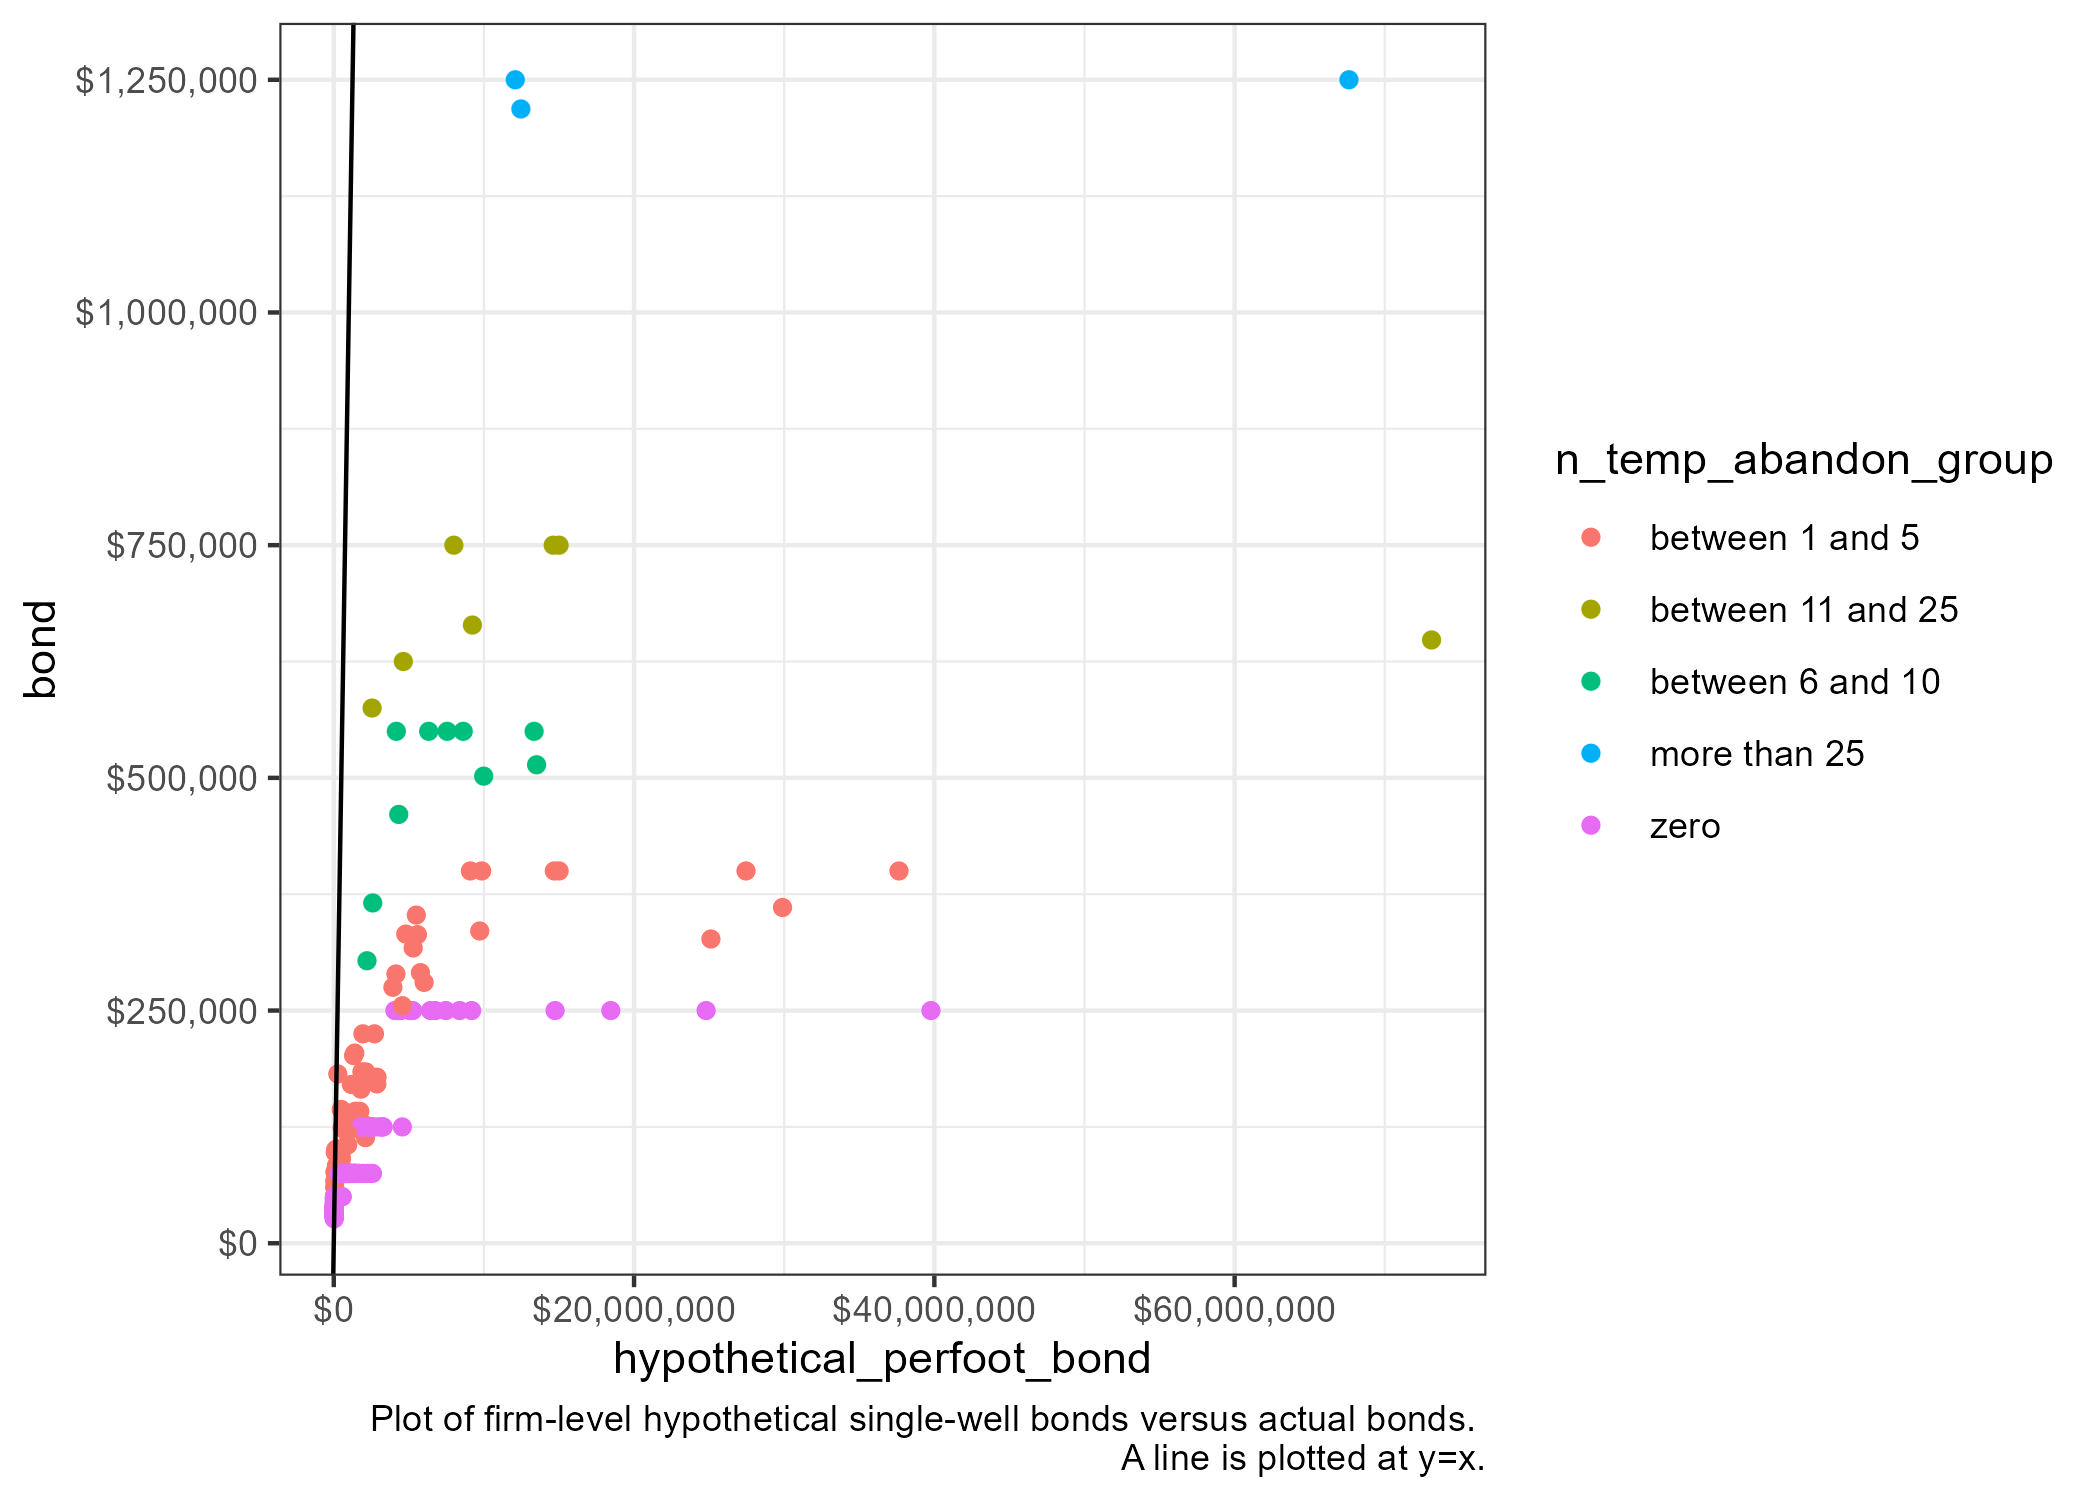 $1,250,000
$1,000,000
$750,000
$500,000
$250,000
$0
bond
$0
$20,000,000
$40,000,000
$60,000,000
hypothetical_perfoot_bond
n_temp_abandon_group
between 1 and 5
between 11 and 25
between 6 and 10
more than 25
zero
Plot of firm-level hypothetical single-well bonds versus actual bonds.
A line is plotted at y=x.